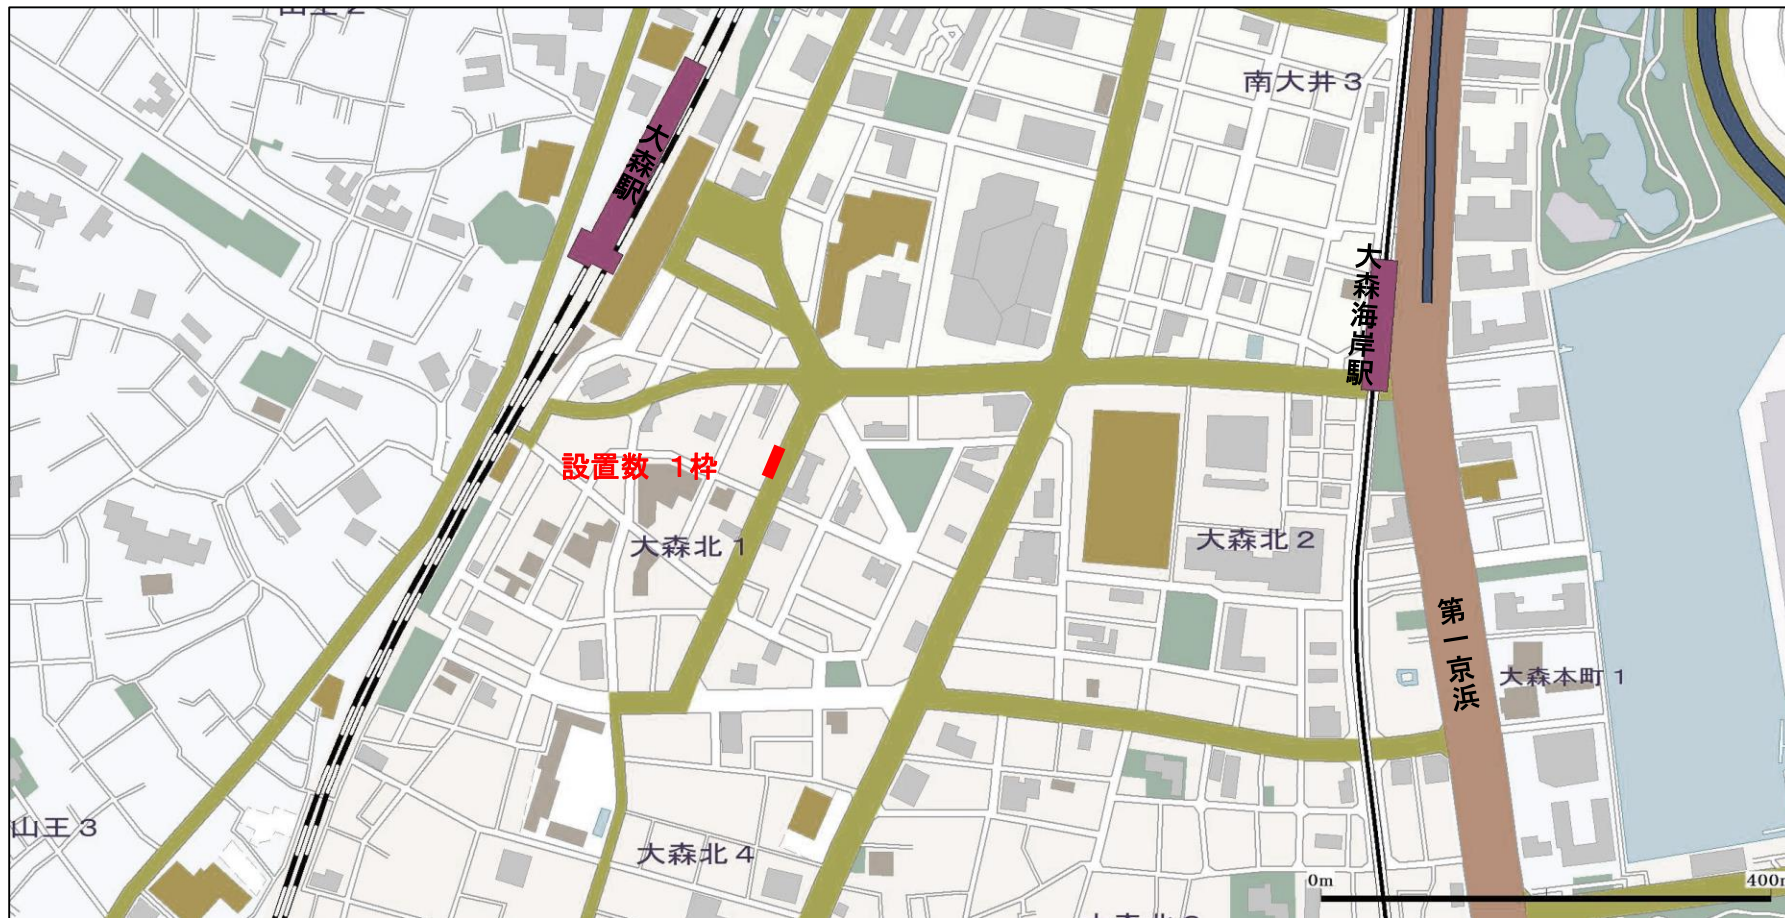 南大井３
大森駅
大森海岸駅
設置数　1枠
大森北１
大森北２
第一京浜
大森本町１
山王３
大森北４
0m
400m